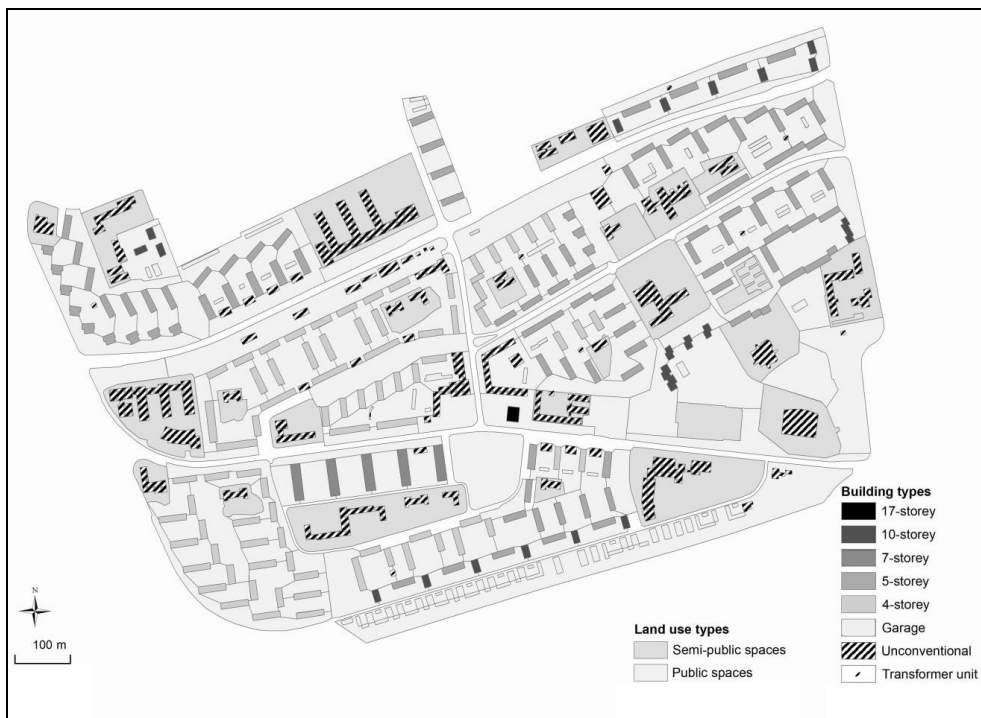 N
100 m
Land use types
Semi-public spaces
Public spaces
Building types
17-storey
10-storey
7-storey
5-storey
4-storey
Garage
Unconventional
Transformer unit